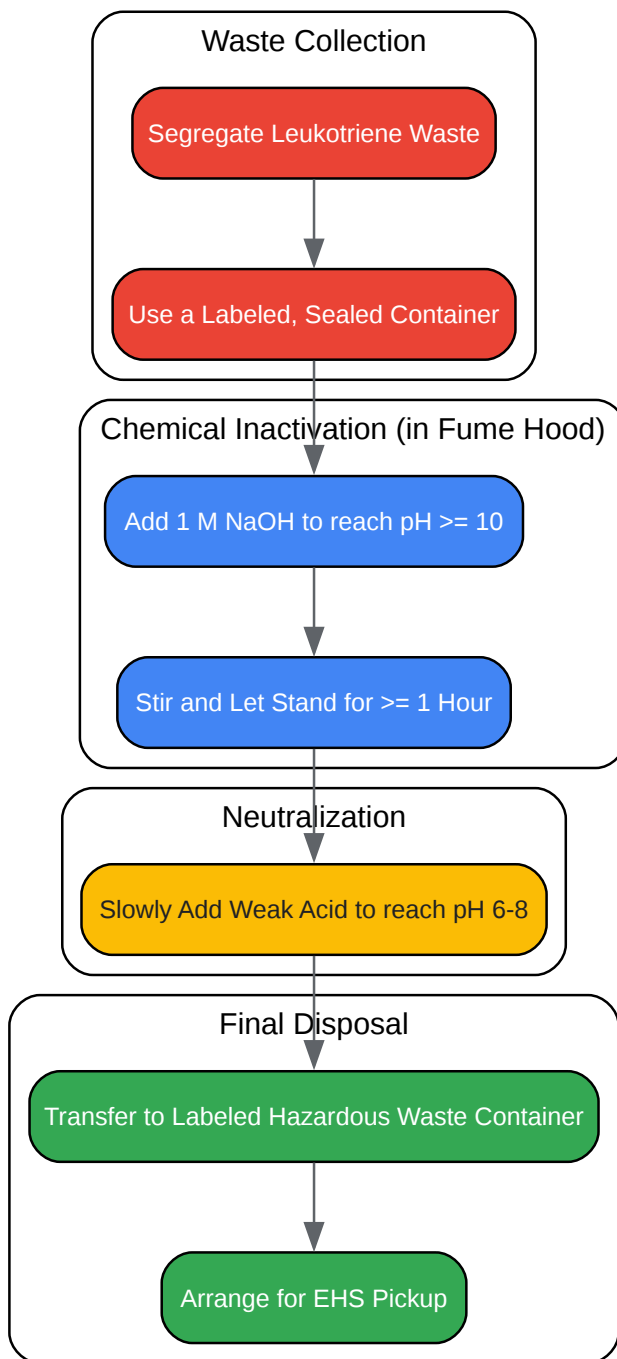 Waste Collection
Segregate Leukotriene Waste
Use a Labeled, Sealed Container
Chemical Inactivation (in Fume Hood)
Add 1 M NaOH to reach pH >= 10
Stir and Let Stand for >= 1 Hour
Neutralization
Slowly Add Weak Acid to reach pH 6-8
Final Disposal
Transfer to Labeled Hazardous Waste Container
Arrange for EHS Pickup